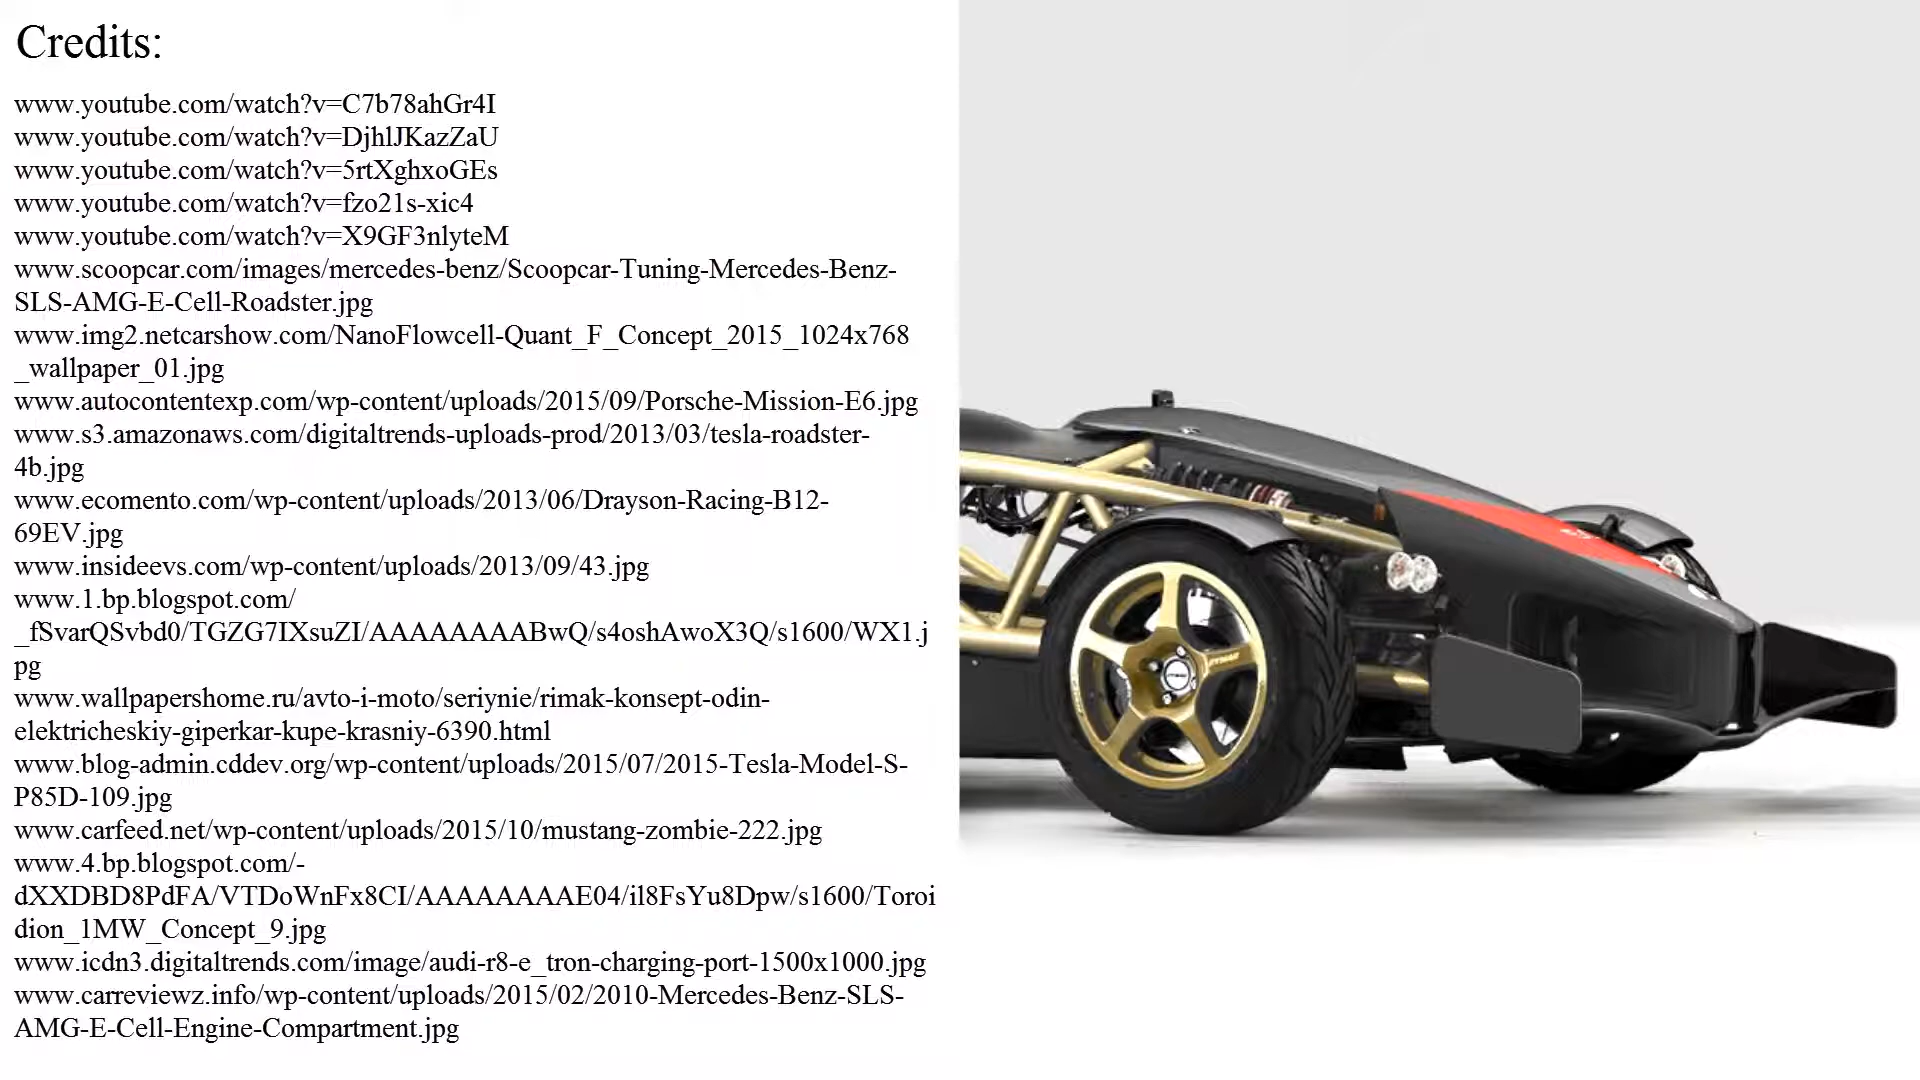 Credits:
www.youtube.com/watch?v=C7b78ahGr4I
www.youtube.com/watch?v=DjhlJKazZaU
www.youtube.com/watch?v=5rtXghxoGEs
www.youtube.com/watch?v=fzo21s-xic4
www.youtube.com/watch?v=X9GF3nlyteM
www.scoopcar.com/images/mercedes-benz/Scoopcar-Tuning-Mercedes-Benz-
SLS-AMG-E-Cell-Roadster.jpg
www.img2.netcarshow.com/NanoFlowcell-Quant_F_Concept_2015_1024x768
_wallpaper_01.jpg
www.autocontentexp.com/wp-content/uploads/2015/09/Porsche-Mission-E6.jpg
www.s3.amazonaws.com/digitaltrends-uploads-prod/2013/03/tesla-roadster-
4b.jpg
www.ecomento.com/wp-content/uploads/2013/06/Drayson-Racing-B12-
69EV.jpg
www.insideevs.com/wp-content/uploads/2013/09/43.jpg
www.1.bp.blogspot.com/
_fSvarQSvbd0/TGZG7IXsuZI/AAAAAAAABwQ/s4oshAwoX3Q/s1600/WX1.j
pg
www.wallpapershome.ru/avto-i-moto/seriynie/rimak-konsept-odin-
elektricheskiy-giperkar-kupe-krasniy-6390.html
www.blog-admin.cddev.org/wp-content/uploads/2015/07/2015-Tesla-Model-S-
P85D-109.jpg
www.carfeed.net/wp-content/uploads/2015/10/mustang-zombie-222.jpg
www.4.bp.blogspot.com/-
dXXDBD8PdFA/VTDoWnFx8CI/AAAAAAAAE04/il8FsYu8Dpw/s1600/Toroi
dion_1MW_Concept_9.jpg
www.icdn3.digitaltrends.com/image/audi-r8-e_tron-charging-port-1500x1000.jpg
www.carreviewz.info/wp-content/uploads/2015/02/2010-Mercedes-Benz-SLS-
AMG-E-Cell-Engine-Compartment.jpg